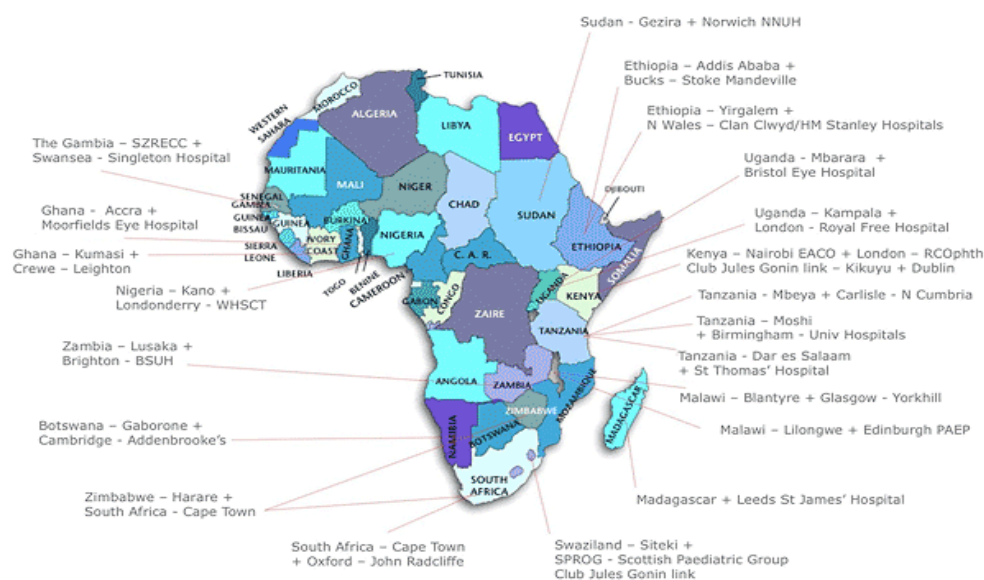 Sudan - Gezira + Norwich NNUH
Ethiopia – Addis Ababa +
Bucks – Stoke Mandeville
Ethiopia – Yirgalem +
N Wales – Clan Clwyd/HM Stanley Hospitals
Uganda - Mbarara +
Bristol Eye Hospital
Uganda - Kampala +
London - Royal Free Hospital
Kenya – Nairobi EACO + London – RCOphth
Club Jules Gonin link – Kikuyu + Dublin
Tanzania - Mbeya + Carlisle - N Cumbria
Tanzania – Moshi
+ Birmingham - Univ Hospitals
Tanzania - Dar es Salaam
+ St Thomas’ Hospital
Malawi – Blantyre + Glasgow - Yorkhill
Malawi – Lilongwe + Edinburgh PAEP
Madagascar + Leeds St James’ Hospital
Swaziland – Siteki +
SPROG - Scottish Paediatric Group
Club Jules Gonin link
South Africa – Cape Town
+ Oxford – John Radcliffe
Zimbabwe – Harare +
South Africa - Cape Town
Botswana – Gaborone +
Cambridge - Addenbrooke’s
Zambia – Lusaka +
Brighton - BSUH
Nigeria – Kano +
Londonderry - WHSCT
Ghana – Kumasi +
Crewe – Leighton
Ghana - Accra +
Moorfields Eye Hospital
The Gambia – SZRECC +
Swansea - Singleton Hospital
TUNISIA
MOROCCO
WESTERN
SAHARA
ALGERIA
LIBYA
EGYPT
MAURITANIA
MALI
NIGER
CHAD
SUDAN
DJIBOUTI
ETHIOPIA
SOMALIA
SENEGAL
GAMBIA
GUINEA
BISSAU
GUINEA
SIERRA
LEONE
LIBERIA
IVORY
COAST
BURKINA
GHANA
TOGO
BENINE
NIGERIA
CAMEROON
C. A. R.
GABON
CONGO
ZAIRE
UGANDA
KENYA
TANZANIA
ANGOLA
ZAMBIA
MOZAMBIQUE
ZIMBABWE
NAMIBIA
BOTSWANA
SOUTH
AFRICA
MADAGASCAR